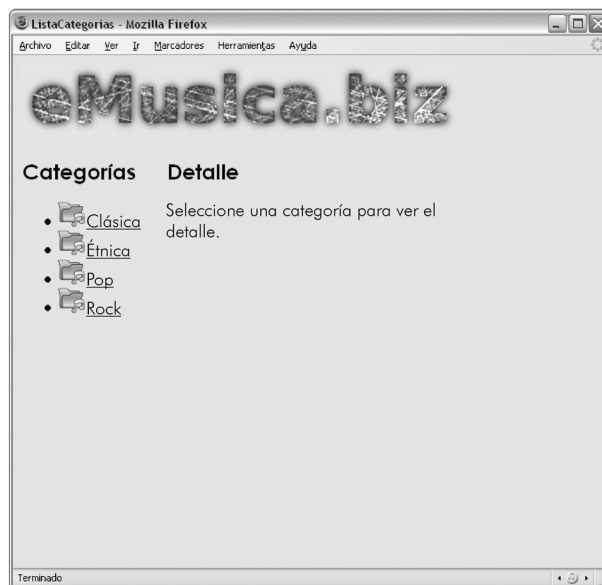 ListaCategorias - Mozilla Firefox
Archivo Editar Ver Ir Marcadores Herramientas Ayuda
eMusica.biz
Categorías
Detalle
Clásica
Étnica
Pop
Rock
Seleccione una categoría para ver el
detalle.
Terminado